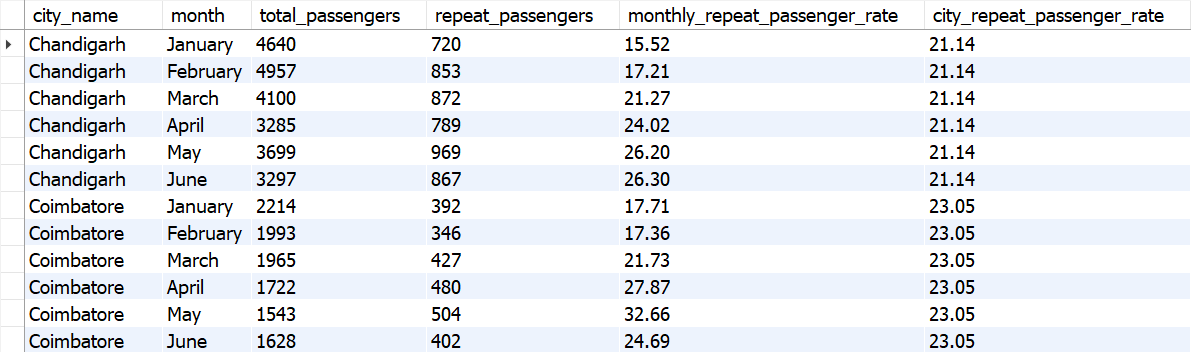 city_name month total_passengers repeat_passengers monthly_repeat_passenger_rate city_repeat_passenger_rate
Chandigarh January 4640 720 15.52 21.14
Chandigarh February 4957 853 17.21 21.14
Chandigarh March 4100 872 21.27 21.14
Chandigarh April 3285 789 24.02 21.14
Chandigarh May 3699 969 26.20 21.14
Chandigarh June 3297 867 26.30 21.14
Coimbatore January 2214 392 17.71 23.05
Coimbatore February 1993 346 17.36 23.05
Coimbatore March 1965 427 21.73 23.05
Coimbatore April 1722 480 27.87 23.05
Coimbatore May 1543 504 32.66 23.05
Coimbatore June 1628 402 24.69 23.05